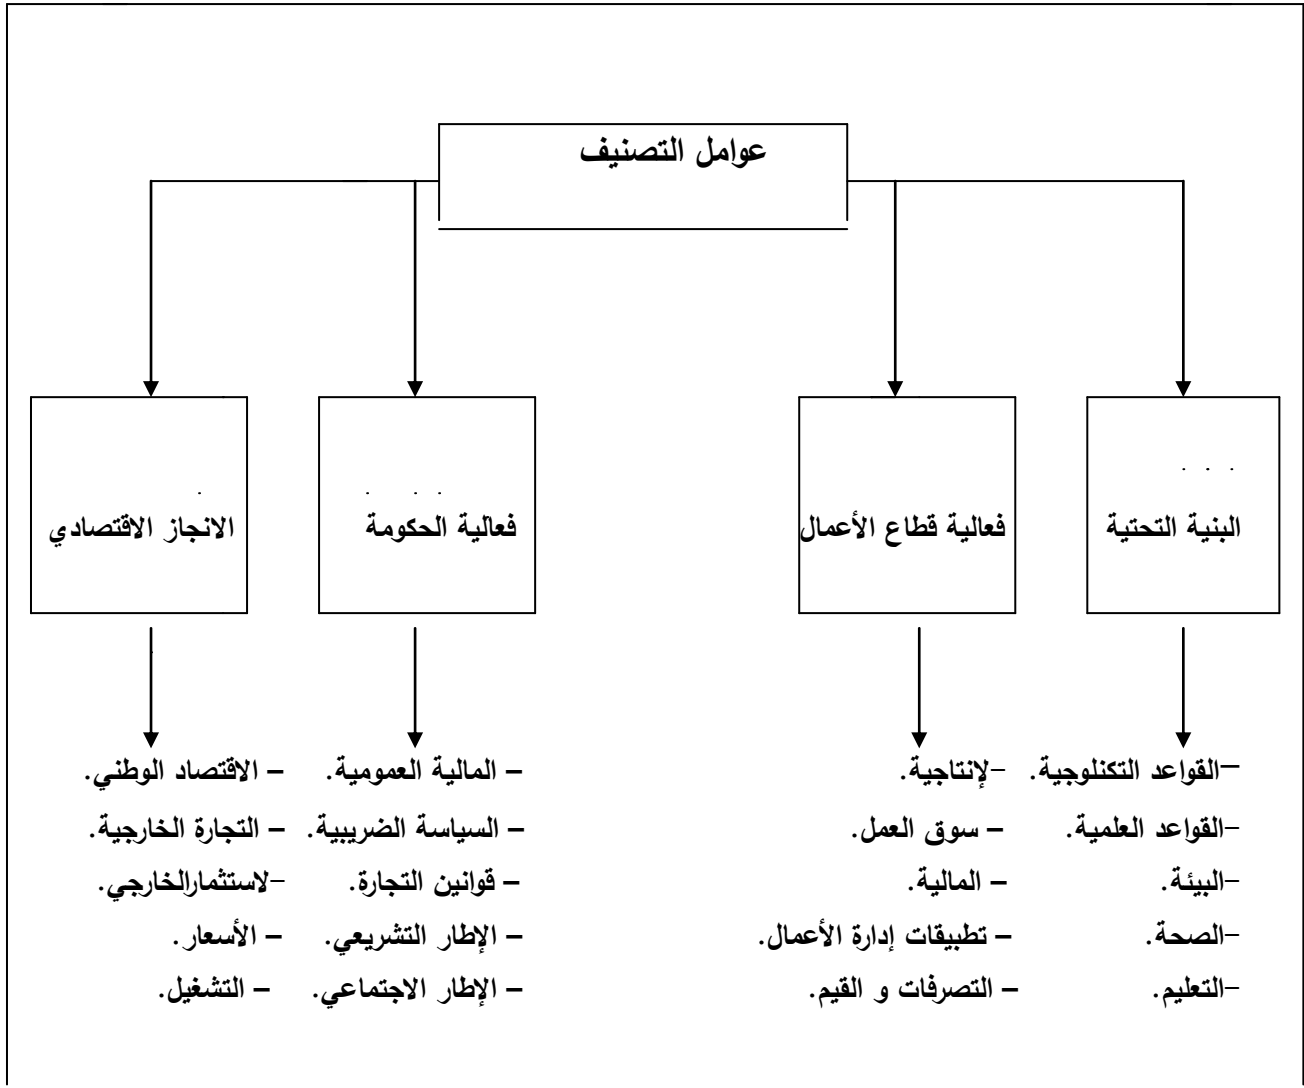 عوامل التصنيف
البنية التحتية
فعالية قطاع الأعمال
فعالية الحكومة
الانجاز الاقتصادي
–القواعد التكنلوجية.
-القواعد العلمية.
-البيئة.
-الصحة.
-التعليم.
-لإنتاجية.
– سوق العمل.
– المالية.
– تطبيقات إدارة الأعمال.
– التصرفات و القيم.
– المالية العمومية.
– السياسة الضريبية.
– قوانين التجارة.
– الإطار التشريعي.
– الإطار الاجتماعي.
– الاقتصاد الوطني.
– التجارة الخارجية.
-لاستثمارالخارجي.
– الأسعار.
– التشغيل.